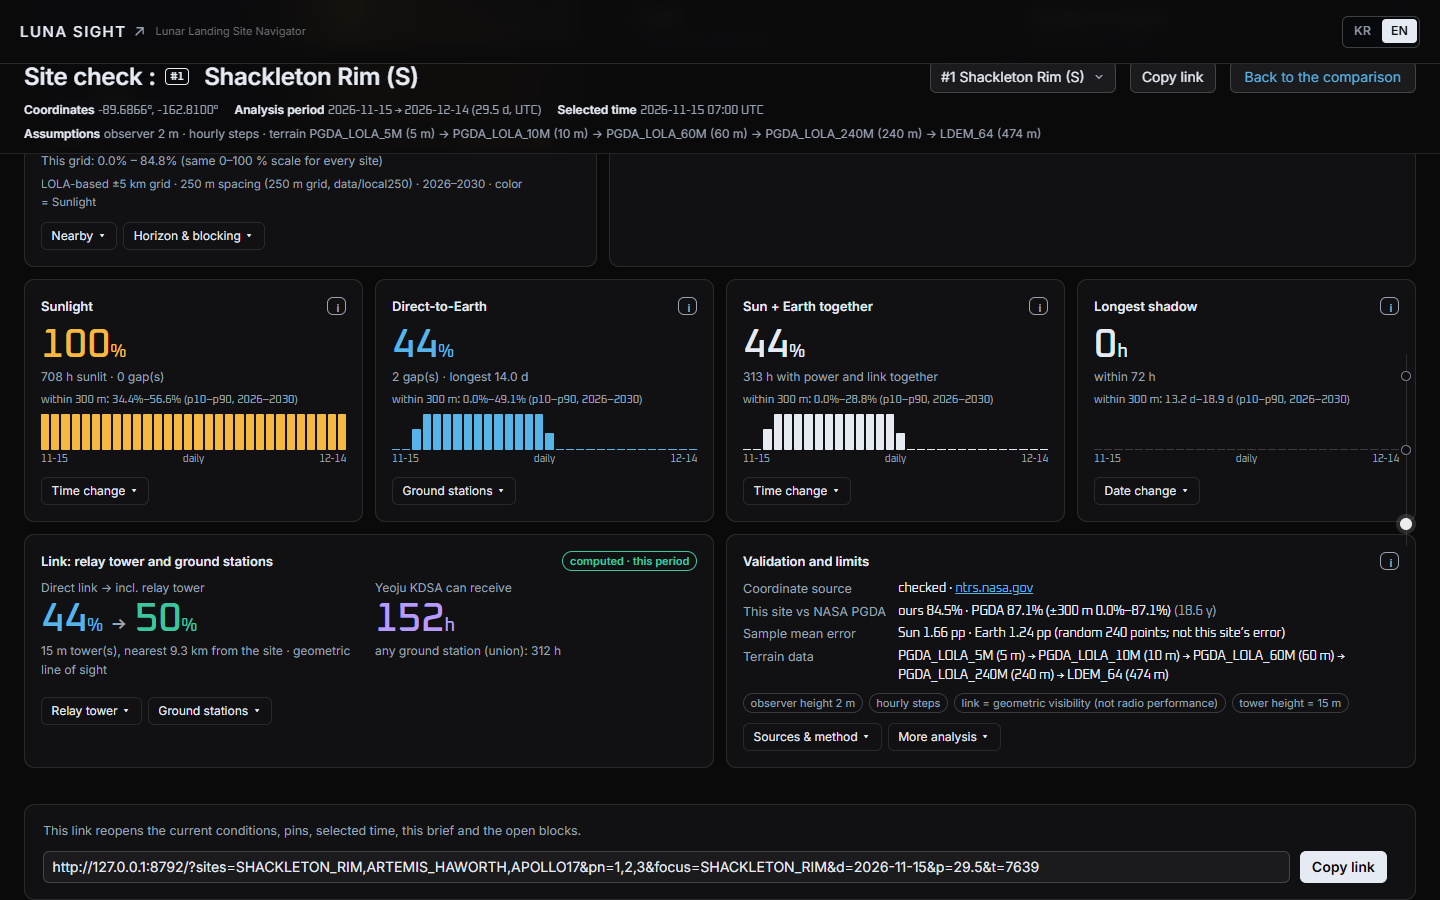 LUNA SIGHT ↗ Lunar Landing Site Navigator
KR EN
Site check : #1 Shackleton Rim (S)
#1 Shackleton Rim (S)
Copy link
Back to the comparison
Coordinates -89.6866°, -162.8100° Analysis period 2026-11-15 → 2026-12-14 (29.5 d, UTC) Selected time 2026-11-15 07:00 UTC
Assumptions observer 2 m · hourly steps · terrain PGDA_LOLA_5M (5 m) → PGDA_LOLA_10M (10 m) → PGDA_LOLA_60M (60 m) → PGDA_LOLA_240M (240 m) → LDEM_64 (474 m)
This grid: 0.0% – 84.8% (same 0–100 % scale for every site)
LOLA-based ±5 km grid · 250 m spacing (250 m grid, data/local250) · 2026–2030 · color
= Sunlight
Nearby ▾
Horizon & blocking ▾
Sunlight
i
100%
708 h sunlit · 0 gap(s)
within 300 m: 34.4%–56.6% (p10–p90, 2026–2030)
11-15 daily 12-14
Time change ▾
Direct-to-Earth
i
44%
2 gap(s) · longest 14.0 d
within 300 m: 0.0%–49.1% (p10–p90, 2026–2030)
11-15 daily 12-14
Ground stations ▾
Sun + Earth together
i
44%
313 h with power and link together
within 300 m: 0.0%–28.8% (p10–p90, 2026–2030)
11-15 daily 12-14
Time change ▾
Longest shadow
i
0h
within 72 h
within 300 m: 13.2 d–18.9 d (p10–p90, 2026–2030)
11-15 daily 12-14
Date change ▾
Link: relay tower and ground stations
computed · this period
Direct link → incl. relay tower
44% → 50%
15 m tower(s), nearest 9.3 km from the site · geometric
line of sight
Yeoju KDSA can receive
152h
any ground station (union): 312 h
Relay tower ▾
Ground stations ▾
Validation and limits
i
Coordinate source checked · ntrs.nasa.gov
This site vs NASA PGDA ours 84.5% · PGDA 87.1% (±300 m 0.0%–87.1%) (18.6 y)
Sample mean error Sun 1.66 pp · Earth 1.24 pp (random 240 points; not this site's error)
Terrain data PGDA_LOLA_5M (5 m) → PGDA_LOLA_10M (10 m) → PGDA_LOLA_60M (60 m) →
PGDA_LOLA_240M (240 m) → LDEM_64 (474 m)
observer height 2 m
hourly steps
link = geometric visibility (not radio performance)
tower height = 15 m
Sources & method ▾
More analysis ▾
This link reopens the current conditions, pins, selected time, this brief and the open blocks.
http://127.0.0.1:8792/?sites=SHACKLETON_RIM,ARTEMIS_HAWORTH,APOLLO17&pn=1,2,3&focus=SHACKLETON_RIM&d=2026-11-15&p=29.5&t=7639
Copy link